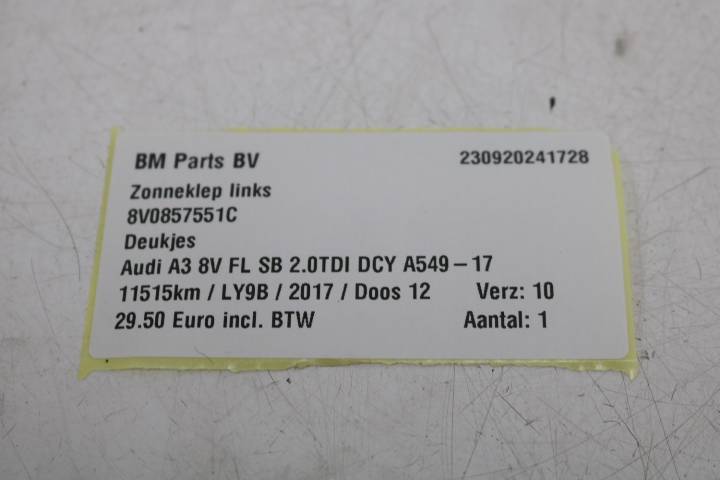 BM Parts BV 230920241728
Zonneklep links
8V0857551C
Deukjes
Audi A3 8V FL SB 2.0TDI DCY A549-17
11515km / LY9B / 2017 / Doos 12 Verz: 10
29.50 Euro incl. BTW Aantal: 1